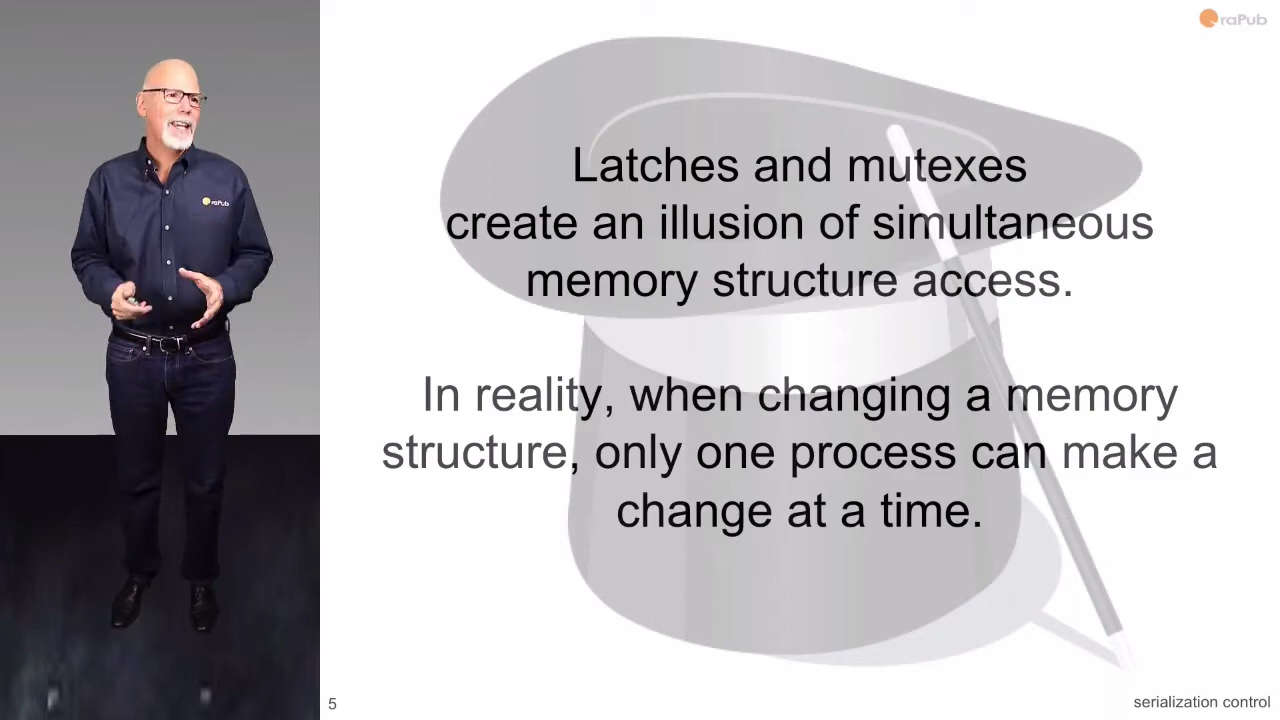 raPub
raPub
Latches and mutexes
create an illusion of simultaneous
memory structure access.
In reality, when changing a memory
structure, only one process can make a
change at a time.
5
serialization control